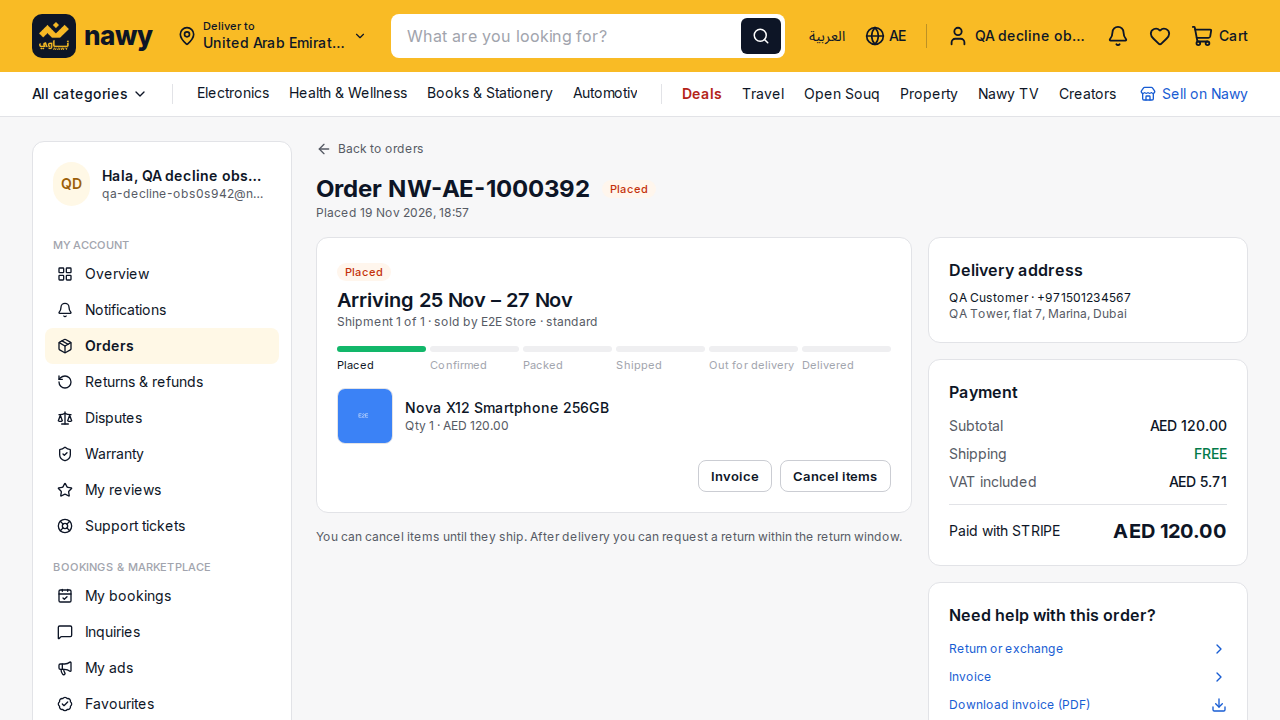 نـاوي
NAWY
nawy
Deliver to
United Arab Emirat...
What are you looking for?
العربية
AE
QA decline ob...
Cart
All categories
Electronics
Health & Wellness
Books & Stationery
Automotiv
Deals
Travel
Open Souq
Property
Nawy TV
Creators
Sell on Nawy
QD
Hala, QA decline obs...
qa-decline-obs0s942@n...
MY ACCOUNT
Overview
Notifications
Orders
Returns & refunds
Disputes
Warranty
My reviews
Support tickets
BOOKINGS & MARKETPLACE
My bookings
Inquiries
My ads
Favourites
Back to orders
Order NW-AE-1000392
Placed
Placed 19 Nov 2026, 18:57
Placed
Arriving 25 Nov – 27 Nov
Shipment 1 of 1 · sold by E2E Store · standard
Placed
Confirmed
Packed
Shipped
Out for delivery
Delivered
E2E
Nova X12 Smartphone 256GB
Qty 1 · AED 120.00
Invoice
Cancel items
You can cancel items until they ship. After delivery you can request a return within the return window.
Delivery address
QA Customer · +971501234567
QA Tower, flat 7, Marina, Dubai
Payment
Subtotal AED 120.00
Shipping FREE
VAT included AED 5.71
Paid with STRIPE AED 120.00
Need help with this order?
Return or exchange
Invoice
Download invoice (PDF)